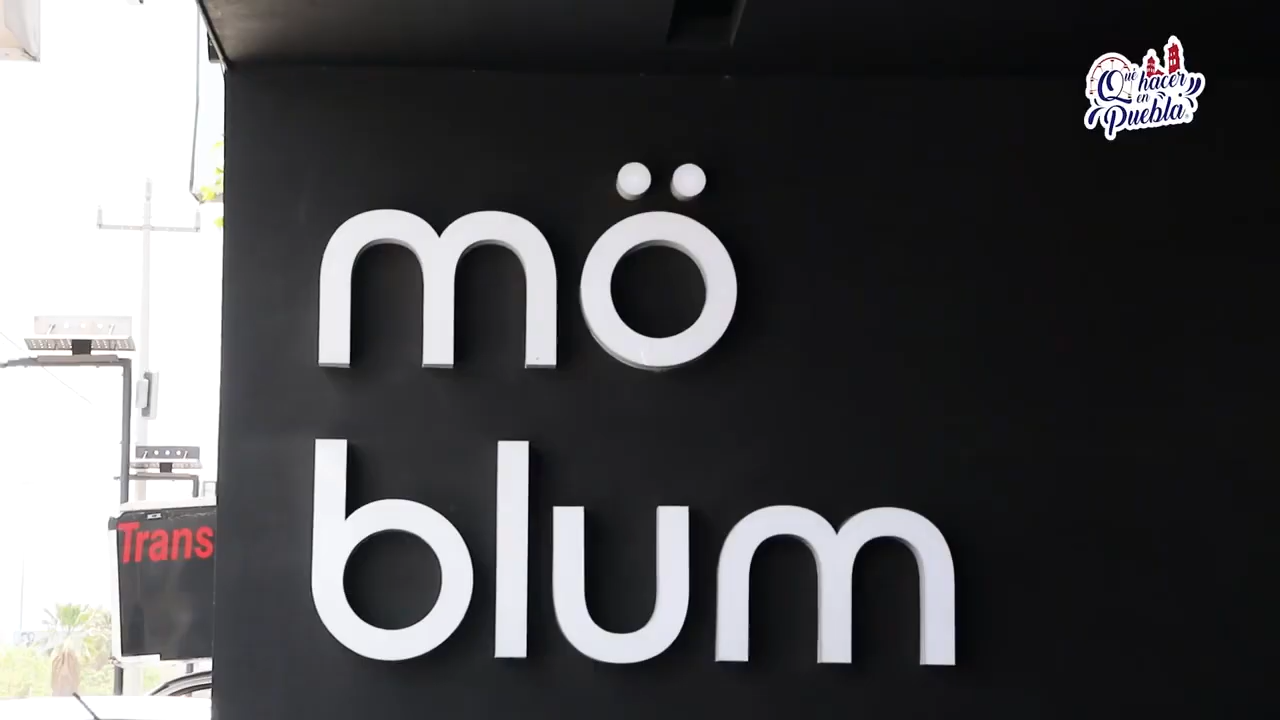 Qué
hacer
en
Puebla
mö
blum
Trans